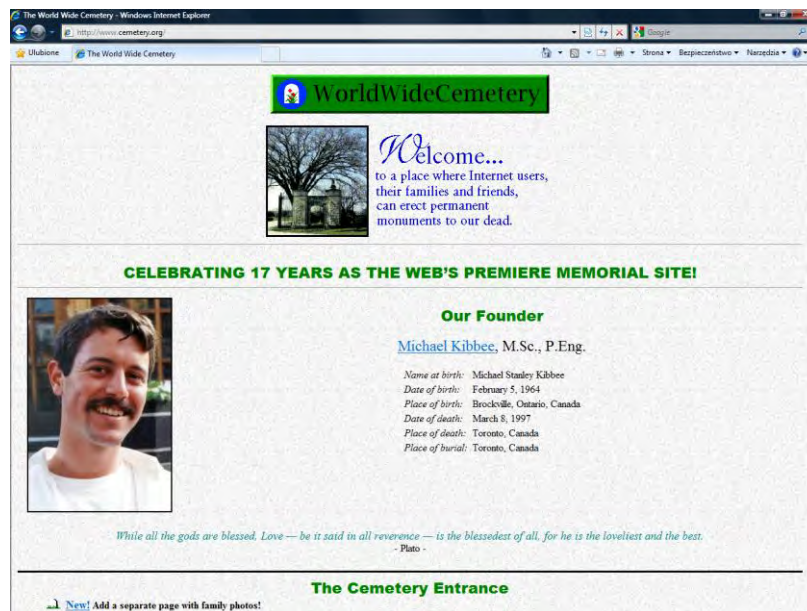 The World Wide Cemetery - Windows Internet Explorer
http://www.cemetery.org/
Google
Ulubione
The World Wide Cemetery
Strona
Bezpieczeństwo
Narzędzia
WorldWideCemetery
Welcome...
to a place where Internet users,
their families and friends,
can erect permanent
monuments to our dead.
CELEBRATING 17 YEARS AS THE WEB'S PREMIERE MEMORIAL SITE!
Our Founder
Michael Kibbee, M.Sc., P.Eng.
Name at birth: Michael Stanley Kibbee
Date of birth: February 5, 1964
Place of birth: Brockville, Ontario, Canada
Date of death: March 8, 1997
Place of death: Toronto, Canada
Place of burial: Toronto, Canada
While all the gods are blessed, Love — be it said in all reverence — is the blessedest of all, for he is the loveliest and the best.
- Plato -
The Cemetery Entrance
New! Add a separate page with family photos!